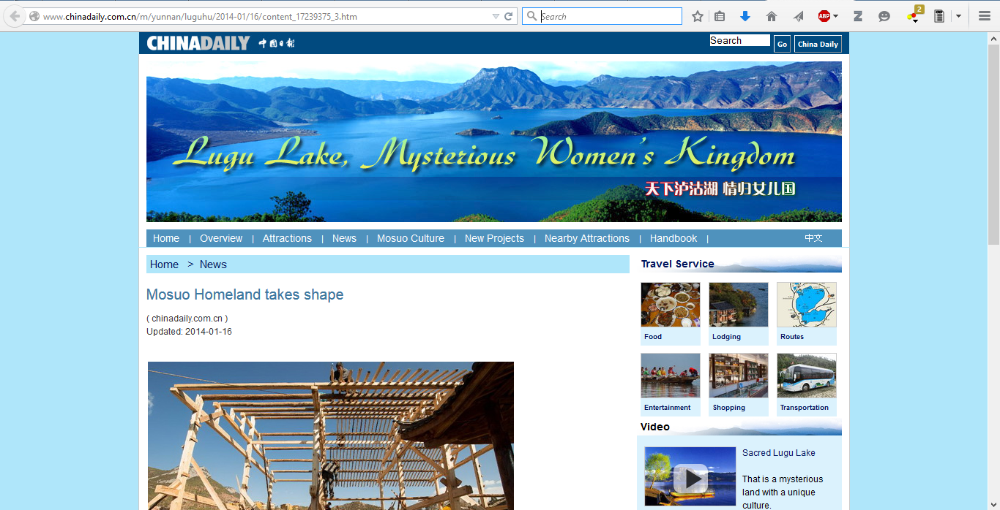 www.chinadaily.com.cn/m/yunnan/luguhu/2014-01/16/content_17239375_3.htm
Search
ABP
2
CHINADAILY 中国日报
Search
Go
China Daily
Lugu Lake, Mysterious Women's Kingdom
天下泸沽湖 情归女儿国
Home | Overview | Attractions | News | Mosuo Culture | New Projects | Nearby Attractions | Handbook | 中文
Home > News
Mosuo Homeland takes shape
( chinadaily.com.cn )
Updated: 2014-01-16
Travel Service
Food
Lodging
Routes
Entertainment
Shopping
Transportation
Video
Sacred Lugu Lake
That is a mysterious
land with a unique
culture.